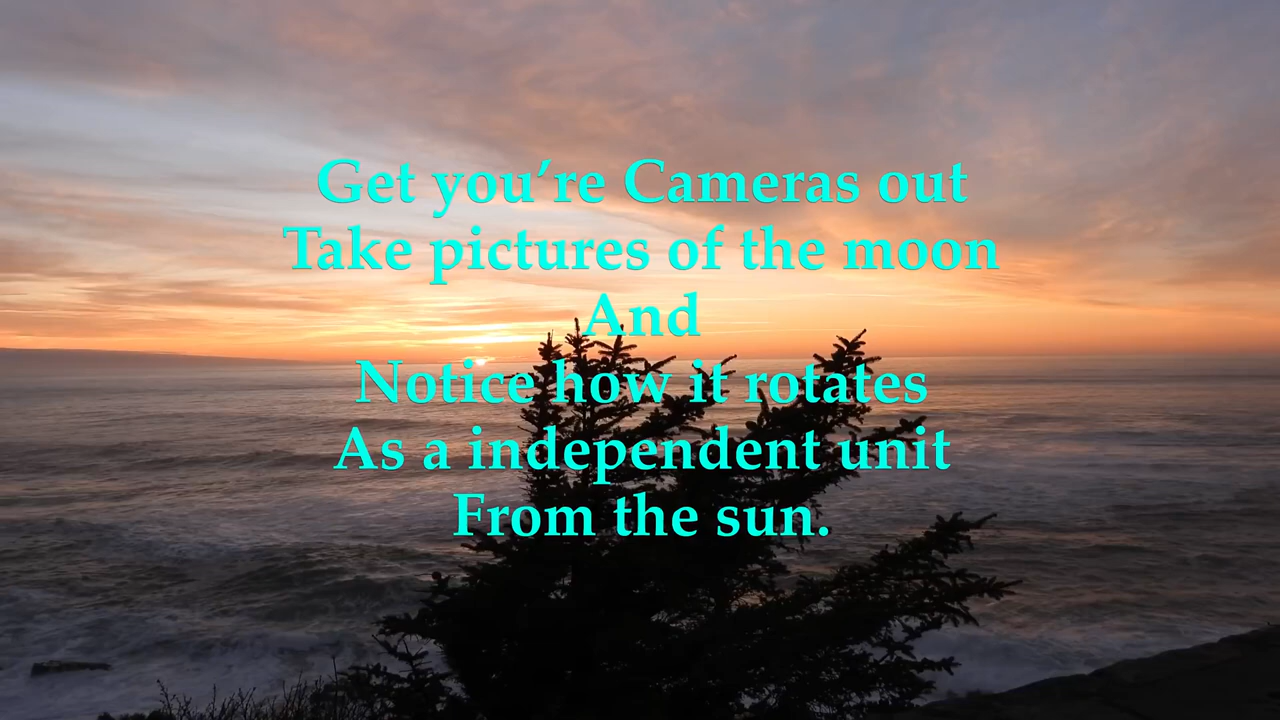 Get you’re Cameras out
Take pictures of the moon
And
Notice how it rotates
As a independent unit
From the sun.